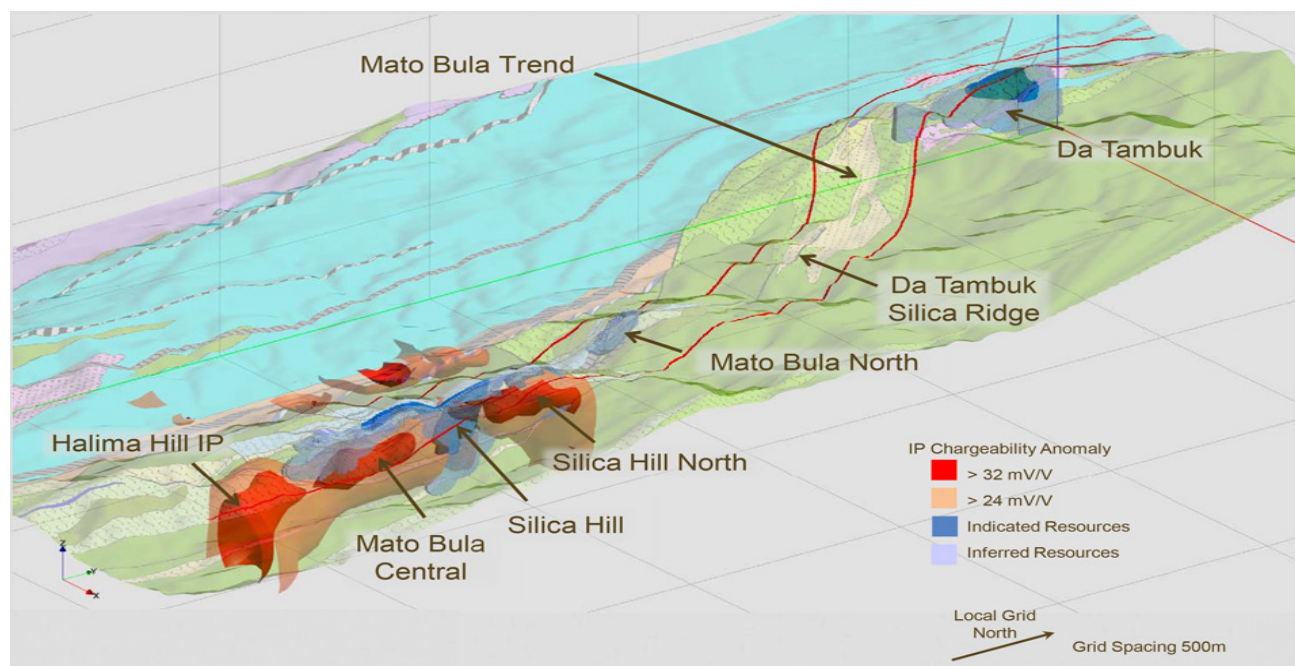 Mato Bula Trend
Da Tambuk
Da Tambuk
Silica Ridge
Mato Bula North
Halima Hill IP
Silica Hill North
Silica Hill
Mato Bula
Central
IP Chargeability Anomaly
> 32 mV/V
> 24 mV/V
Indicated Resources
Inferred Resources
Z
Y
X
Local Grid
North
Grid Spacing 500m